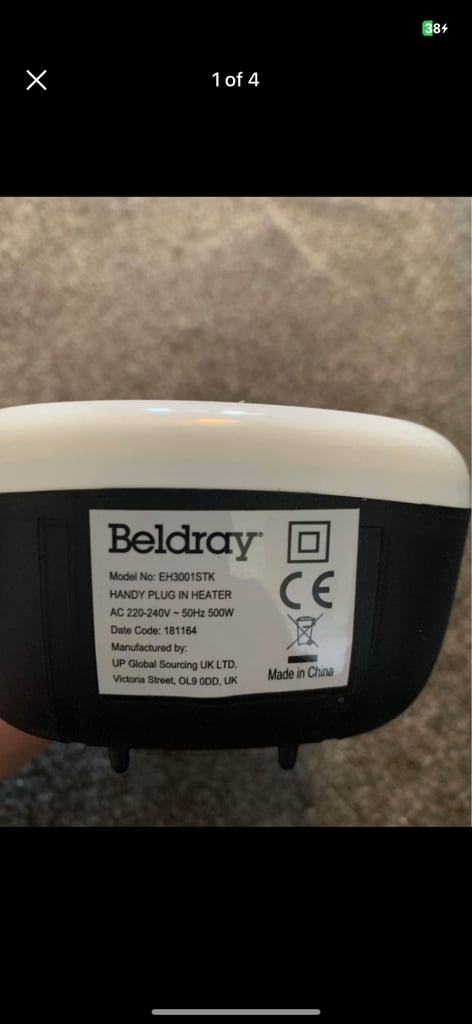 38
1 of 4
Beldray
Model No: EH3001STK
HANDY PLUG IN HEATER
AC 220-240V ~ 50Hz 500W
Date Code: 181164
Manufactured by:
UP Global Sourcing UK LTD,
Victoria Street, OL9 0DD, UK
CE
Made in China